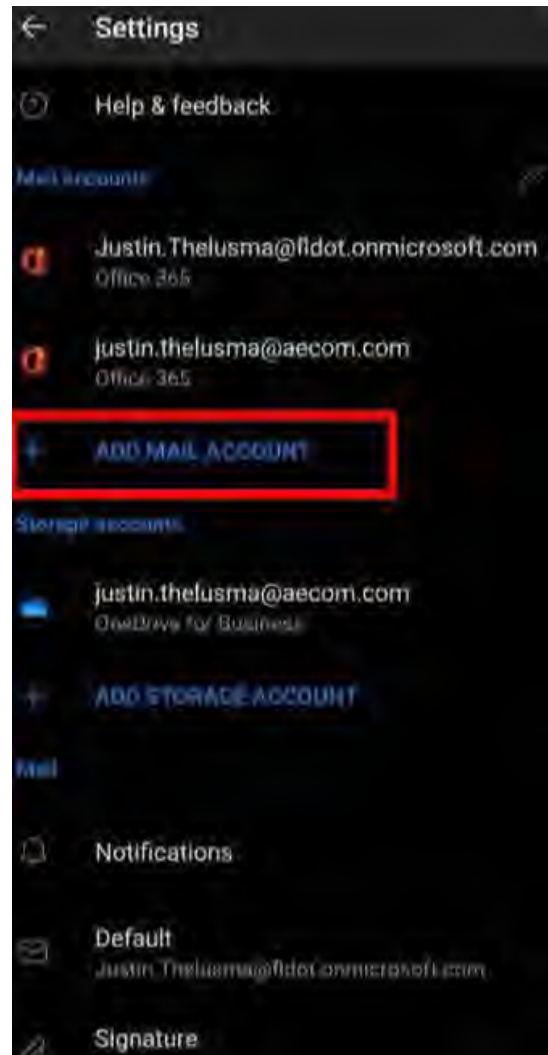 Settings
Help & feedback
Mail accounts
Justin.Thelusma@fldot.onmicrosoft.com
Office 365
justin.thelusma@aecom.com
Office 365
ADD MAIL ACCOUNT
Storage accounts
justin.thelusma@aecom.com
OneDrive for Business
ADD STORAGE ACCOUNT
Mail
Notifications
Default
Justin.Thelusma@fldot.onmicrosoft.com
Signature